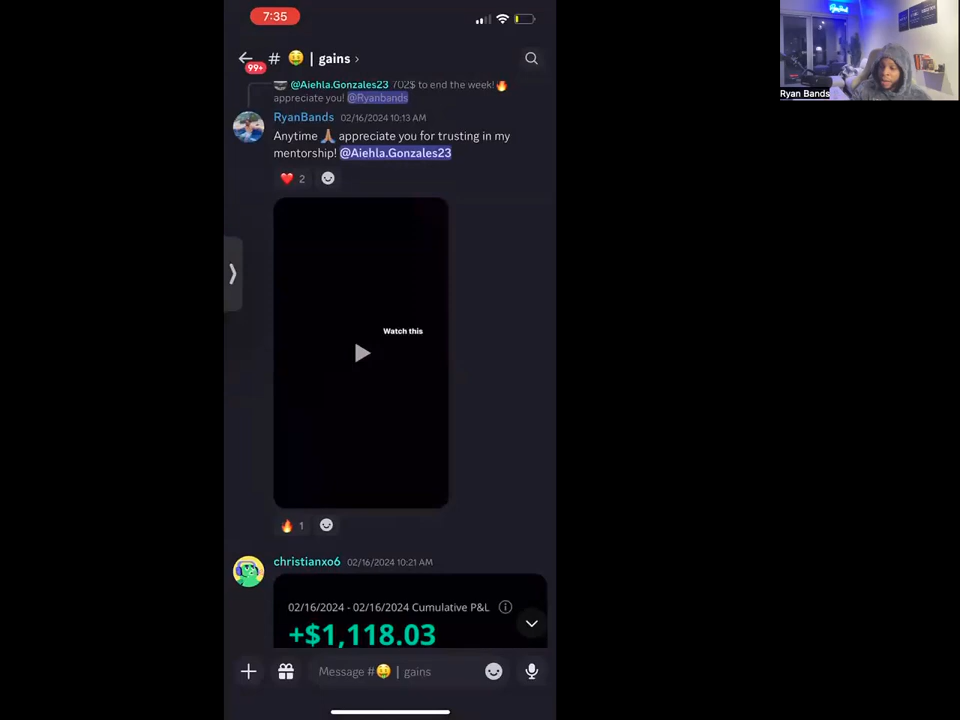 7:35
99+
# 🤑 | gains ›
@Aiehla.Gonzales23 702$ to end the week!🔥
appreciate you! @Ryanbands
RyanBands 02/16/2024 10:13 AM
Anytime 🙏🏽 appreciate you for trusting in my
mentorship! @Aiehla.Gonzales23
❤️ 2
Watch this
🔥 1
christianxo6 02/16/2024 10:21 AM
02/16/2024 - 02/16/2024 Cumulative P&L
+$1,118.03
Message #🤑 | gains
Ryan Bands